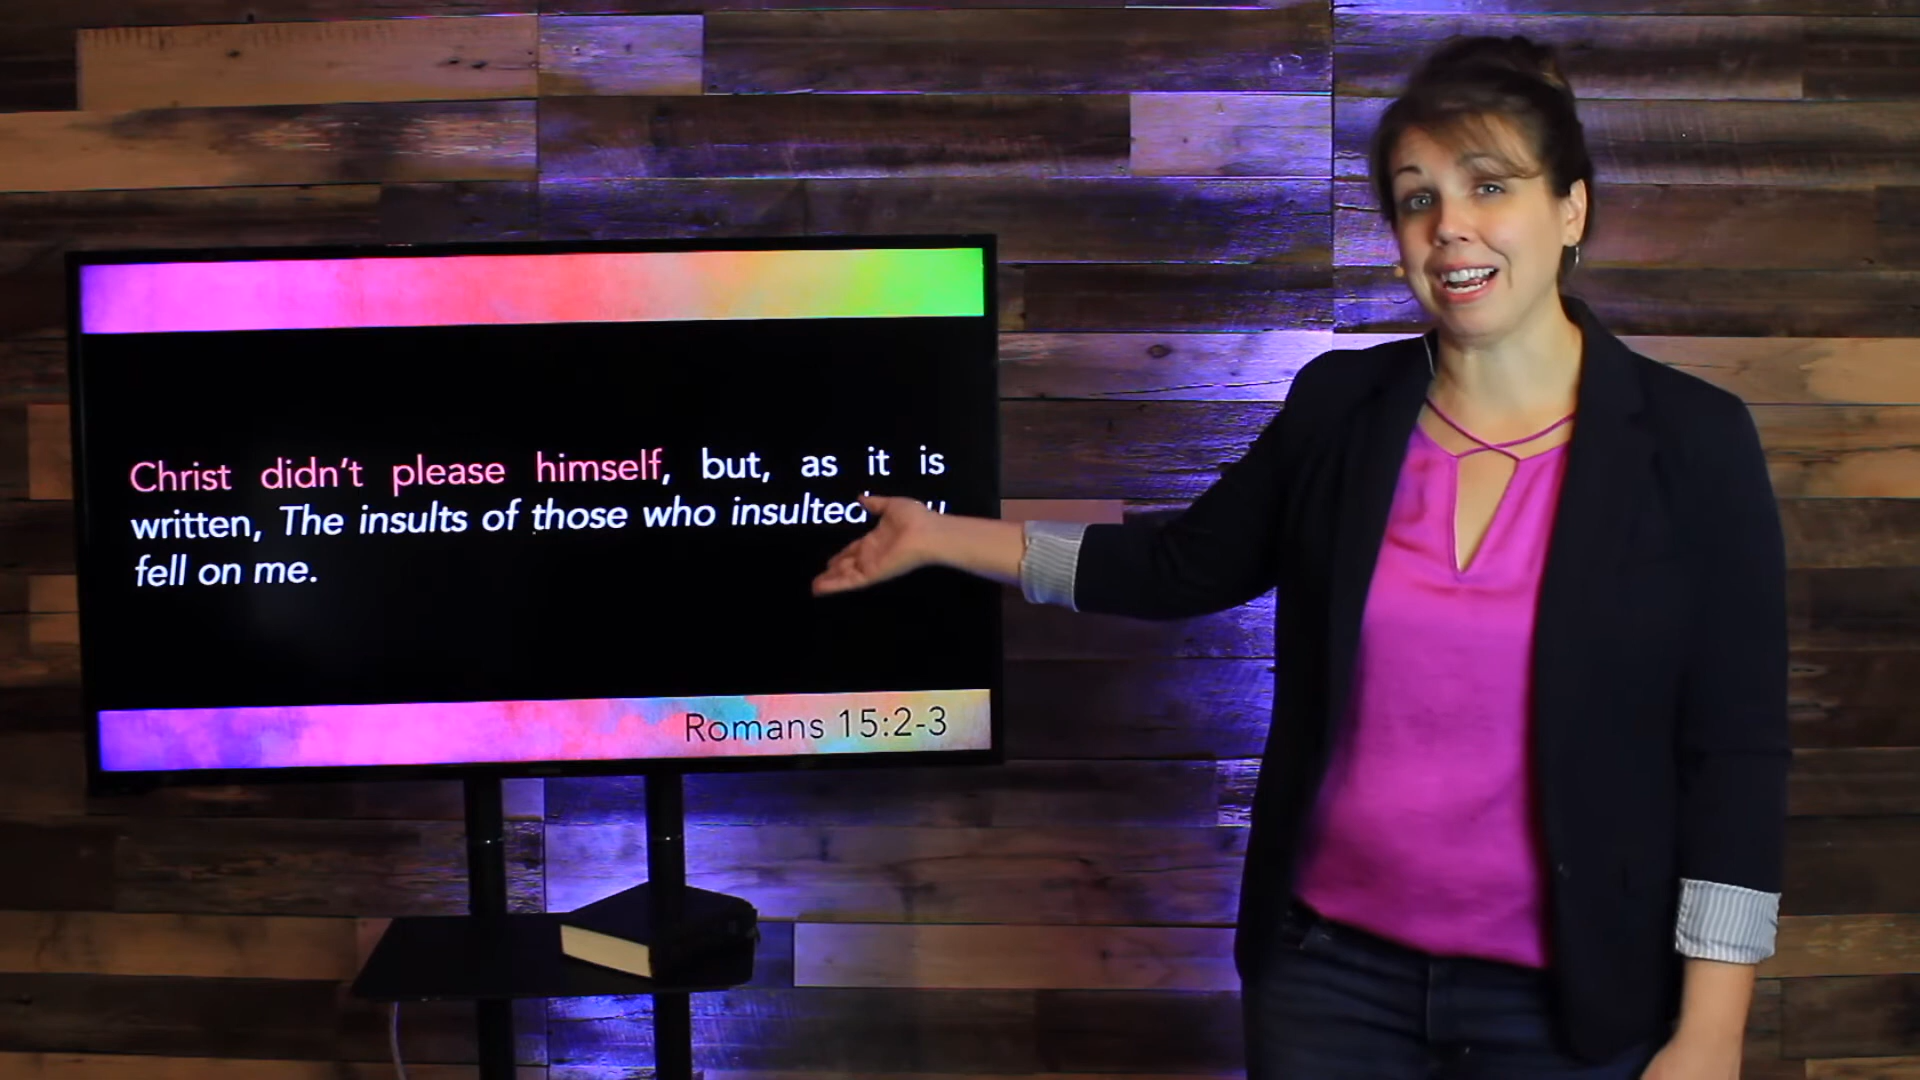 Christ didn't please himself, but, as it is
written, The insults of those who insulted
fell on me.
Romans 15:2-3